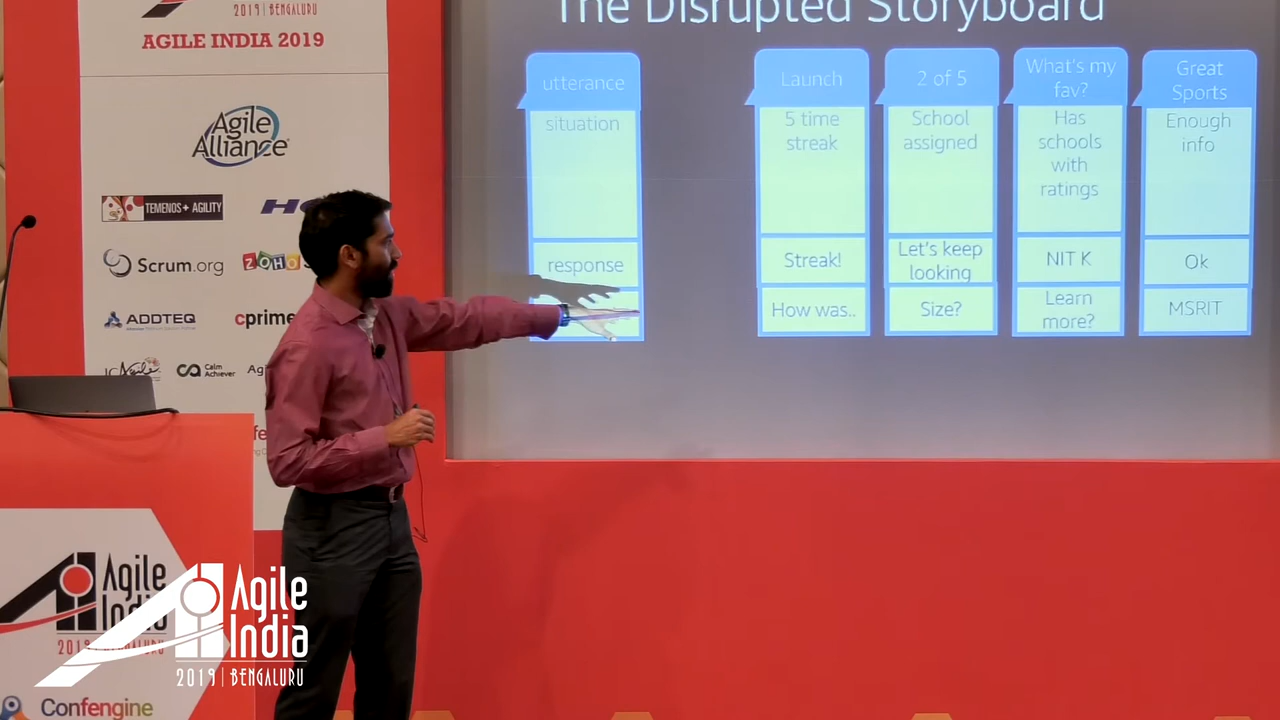 2019 | BENGALURU
AGILE INDIA 2019
Agile
Alliance
TEMENOS + AGILITY
Scrum.org
ZOHO
ADDTEQ
cprime
Calm
Achiever
The Disrupted Storyboard
utterance
situation
response
Launch
5 time
streak
Streak!
How was..
2 of 5
School
assigned
Let's keep
looking
Size?
What's my
fav?
Has
schools
with
ratings
NIT K
Learn
more?
Great
Sports
Enough
info
Ok
MSRIT
Agile
India
2019
Agile
India
2019 | BENGALURU
Confengine